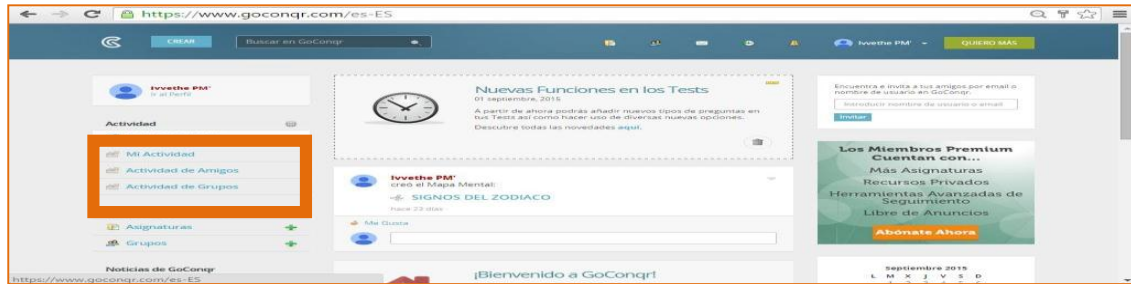 https://www.goconqr.com/es-ES
CREAR
Buscar en GoConqr
Ivvethe PM'
QUIERO MÁS
Ivvethe PM'
Ir al Perfil
Actividad
Mi Actividad
Actividad de Amigos
Actividad de Grupos
Asignaturas
Grupos
Noticias de GoConqr
https://www.goconqr.com/es-ES
Nuevas Funciones en los Tests
01 septiembre, 2015
A partir de ahora podrás añadir nuevos tipos de preguntas en
tus Tests así como hacer uso de diversas nuevas opciones.
Descubre todas las novedades aquí.
Ivvethe PM'
creó el Mapa Mental:
SIGNOS DEL ZODIACO
hace 23 días
Me Gusta
¡Bienvenido a GoConqr!
Encuentra e invita a tus amigos por email o
nombre de usuario en GoConqr.
Introducir nombre de usuario o email
Invitar
Los Miembros Premium
Cuentan con...
Más Asignaturas
Recursos Privados
Herramientas Avanzadas de
Seguimiento
Libre de Anuncios
Abónate Ahora
Septiembre 2015
L M X J V S D